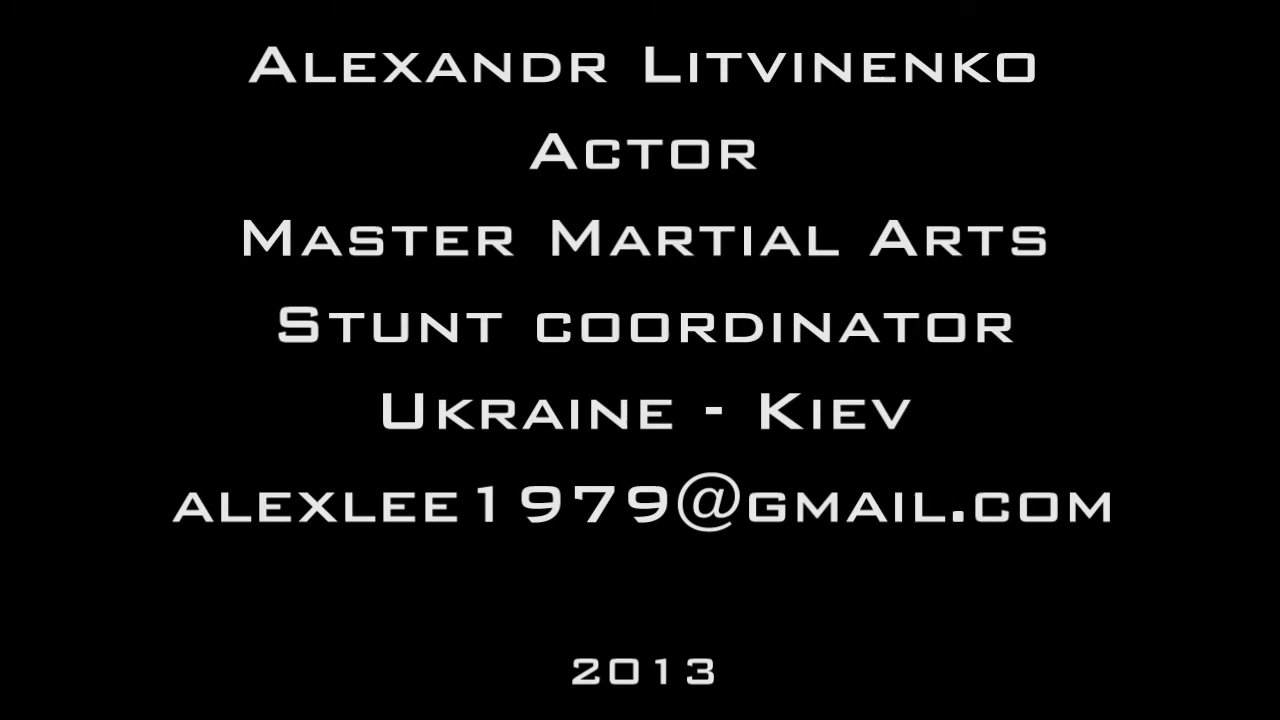 Alexandr Litvinenko
Actor
Master Martial Arts
Stunt coordinator
Ukraine - Kiev
alexlee1979@gmail.com
2013